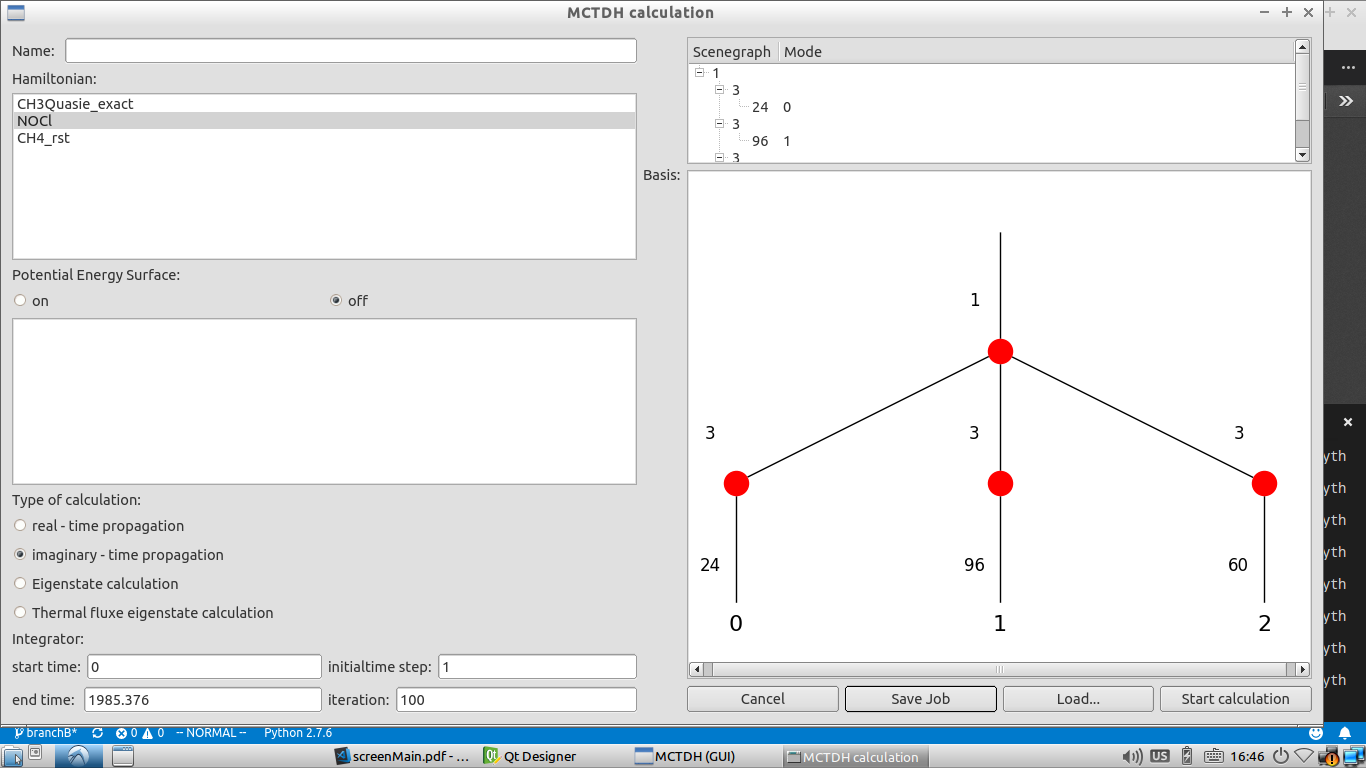 MCTDH calculation
Name:
Hamiltonian:
CH3Quasie_exact
NOCl
CH4_rst
Potential Energy Surface:
on off
Type of calculation:
real - time propagation
imaginary - time propagation
Eigenstate calculation
Thermal fluxe eigenstate calculation
Integrator:
start time: 0 initialtime step: 1
end time: 1985.376 iteration: 100
Scenegraph Mode
1
3
24 0
3
96 1
3
Basis:
1
3 3 3
24 96 60
0 1 2
Cancel Save Job Load... Start calculation
yth
yth
yth
yth
yth
yth
yth
yth
branchB* 0 0 -- NORMAL -- Python 2.7.6
screenMain.pdf - ... Qt Designer MCTDH (GUI) MCTDH calculation US 16:46